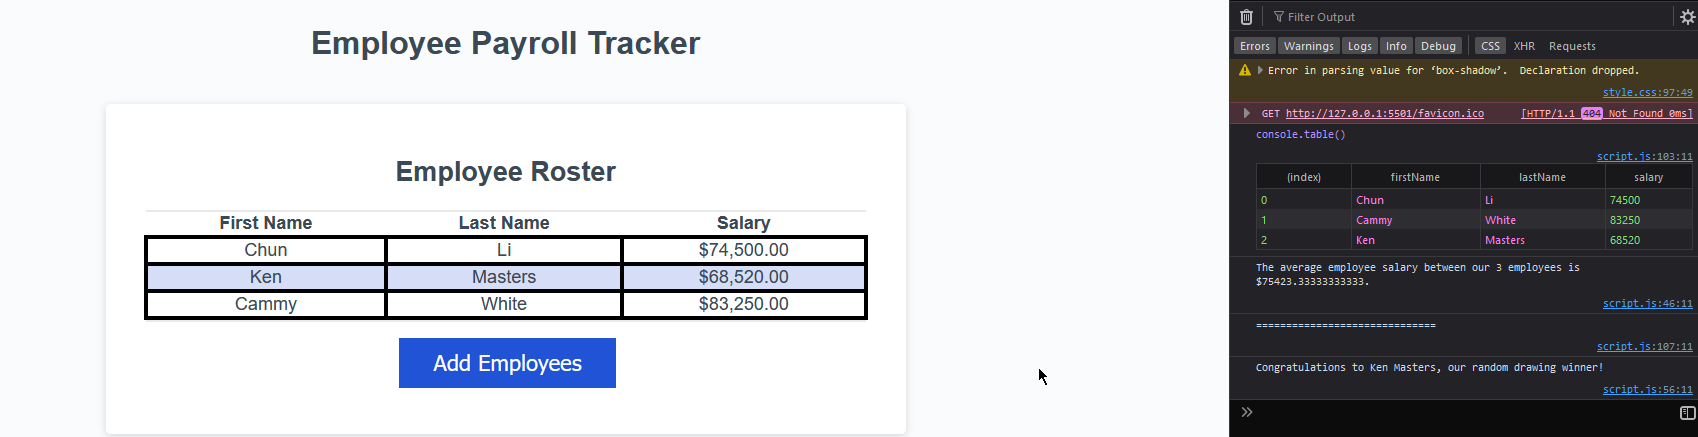 Employee Payroll Tracker
Employee Roster
First Name Last Name Salary
Chun Li $74,500.00
Ken Masters $68,520.00
Cammy White $83,250.00
Add Employees
Filter Output
Errors Warnings Logs Info Debug CSS XHR Requests
Error in parsing value for ‘box-shadow’. Declaration dropped.
style.css:97:49
GET http://127.0.0.1:5501/favicon.ico [HTTP/1.1 404 Not Found 0ms]
console.table()
script.js:103:11
(index) firstName lastName salary
0 Chun Li 74500
1 Cammy White 83250
2 Ken Masters 68520
The average employee salary between our 3 employees is
$75423.33333333333.
script.js:46:11
==============================
script.js:107:11
Congratulations to Ken Masters, our random drawing winner!
script.js:56:11